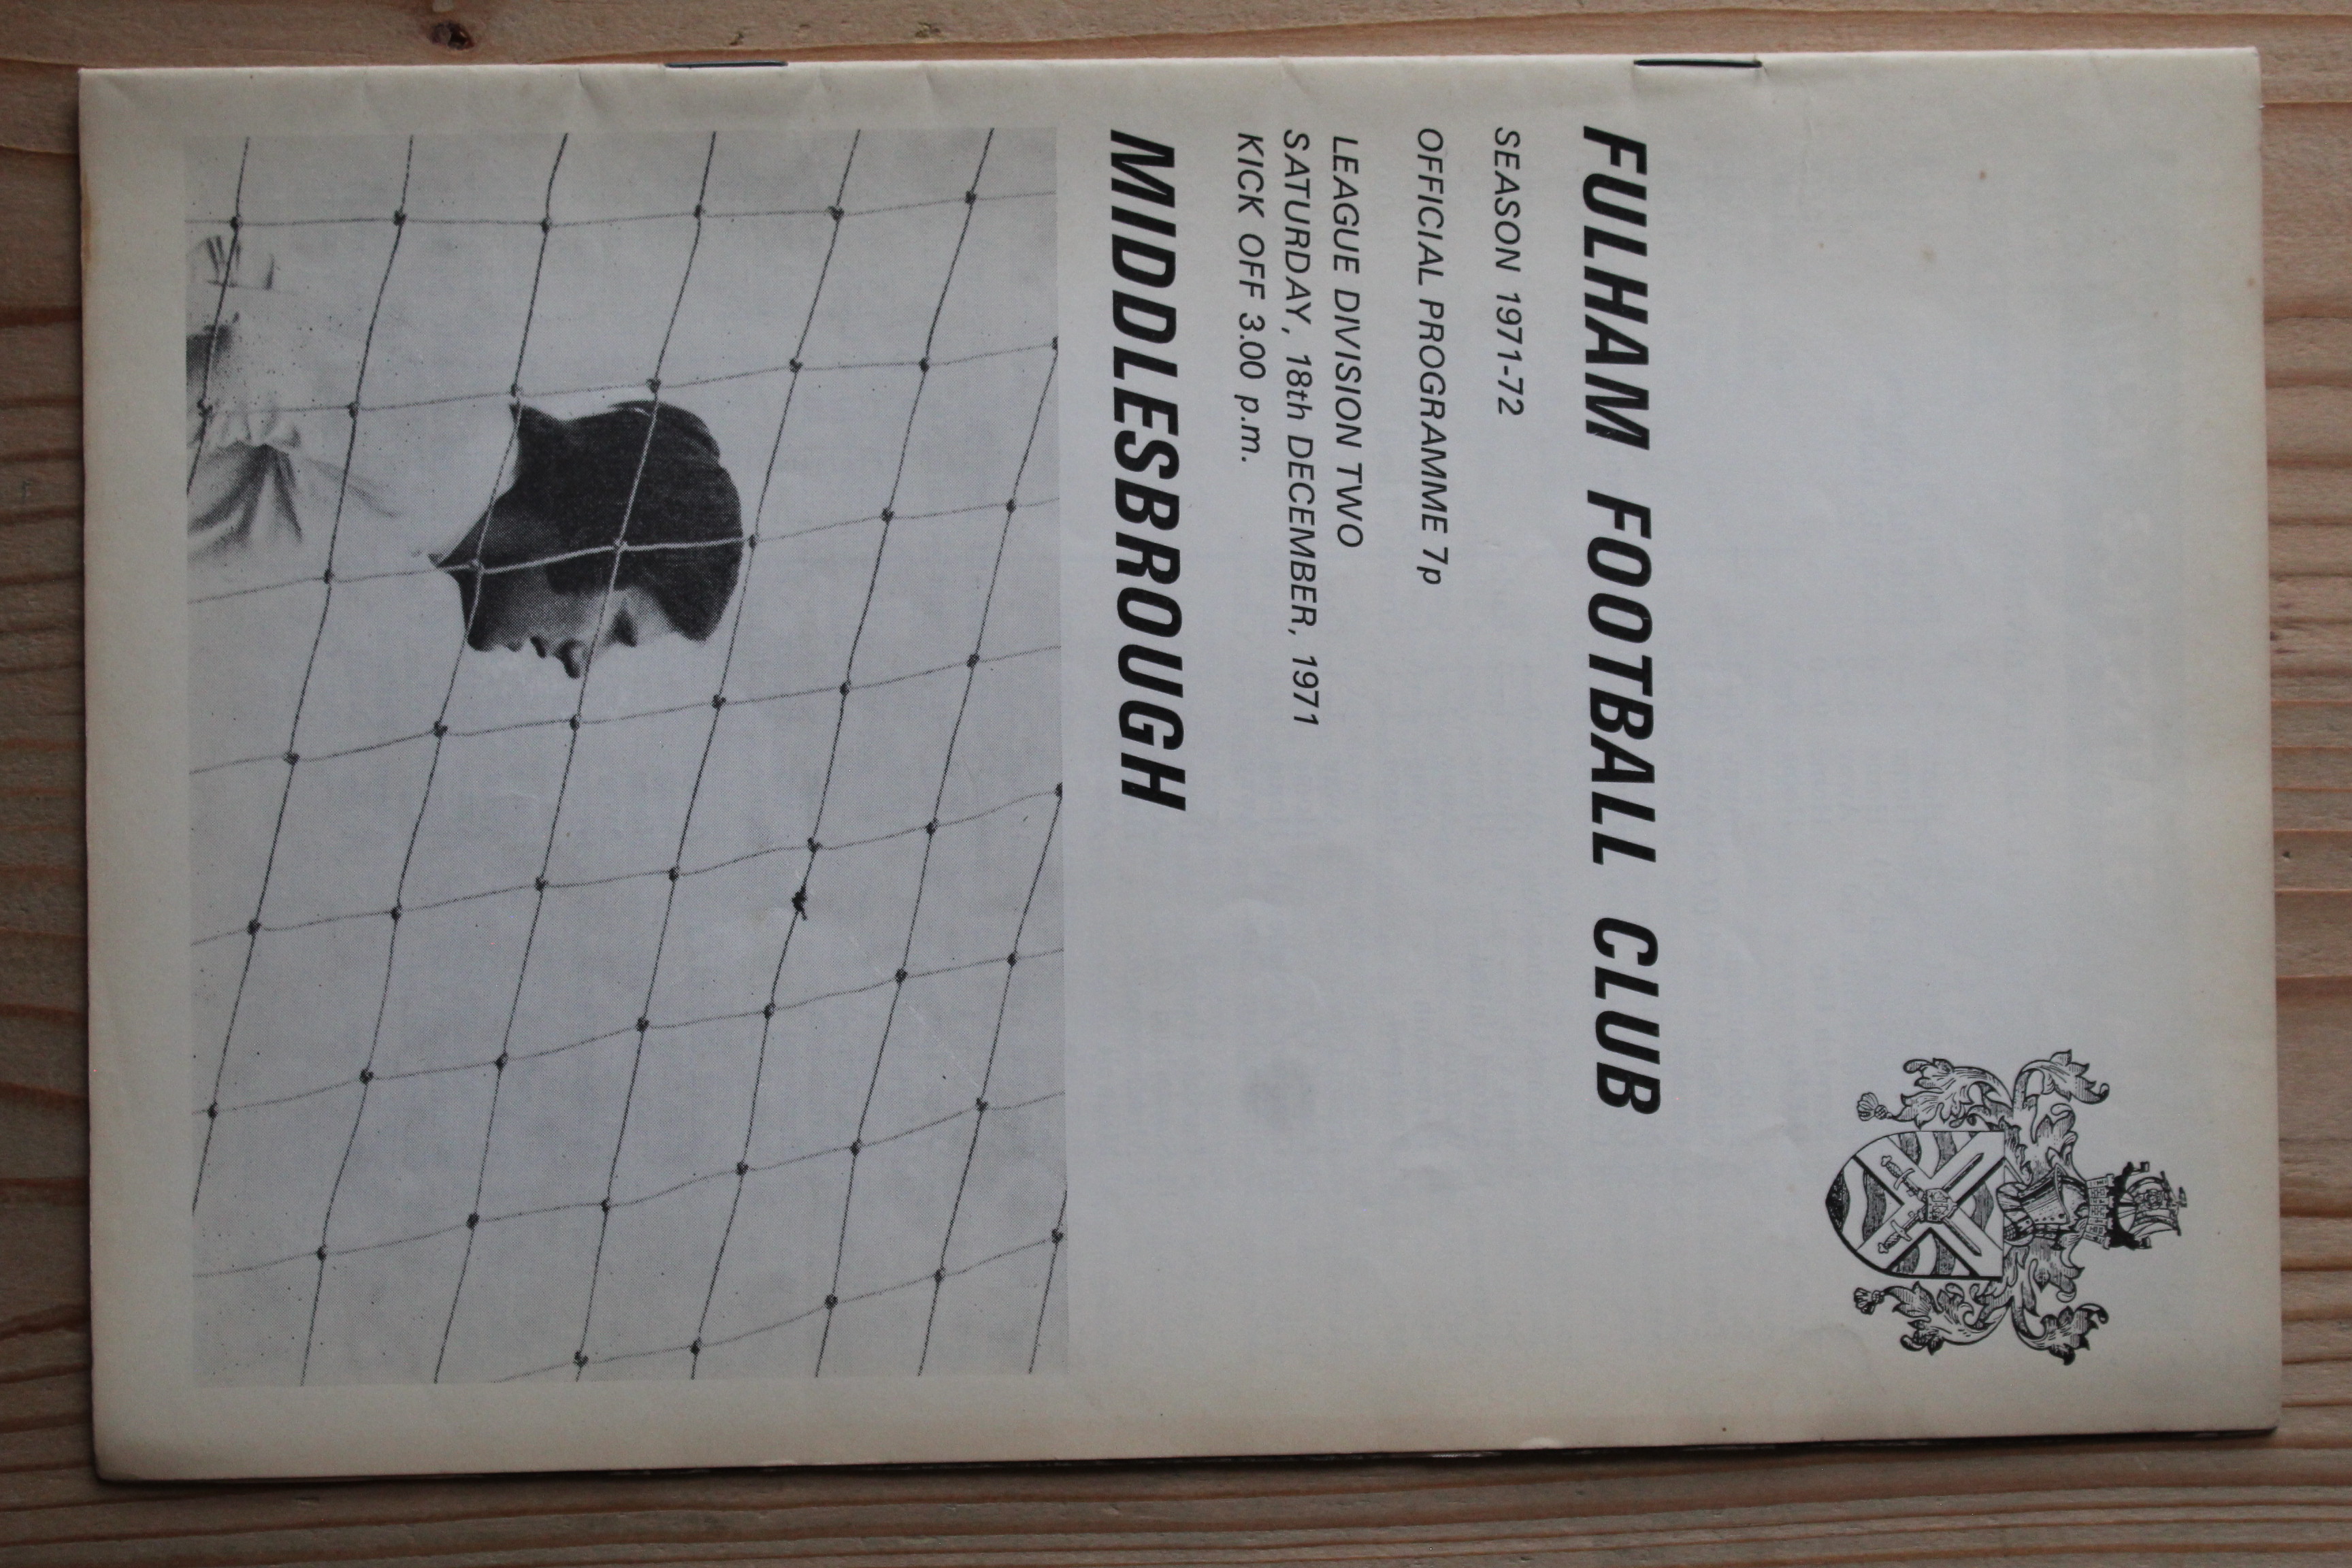 FULHAM FOOTBALL CLUB
SEASON 1971-72
OFFICIAL PROGRAMME 7p
LEAGUE DIVISION TWO
SATURDAY, 18th DECEMBER, 1971
KICK OFF 3.00 p.m.
MIDDLESBROUGH